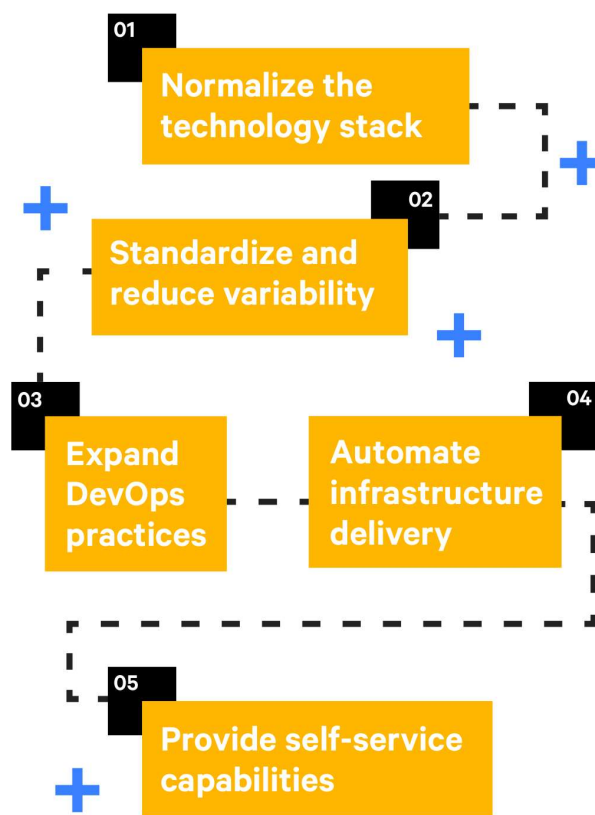 01
Normalize the
technology stack
02
Standardize and
reduce variability
03
Expand
DevOps
practices
04
Automate
infrastructure
delivery
05
Provide self-service
capabilities